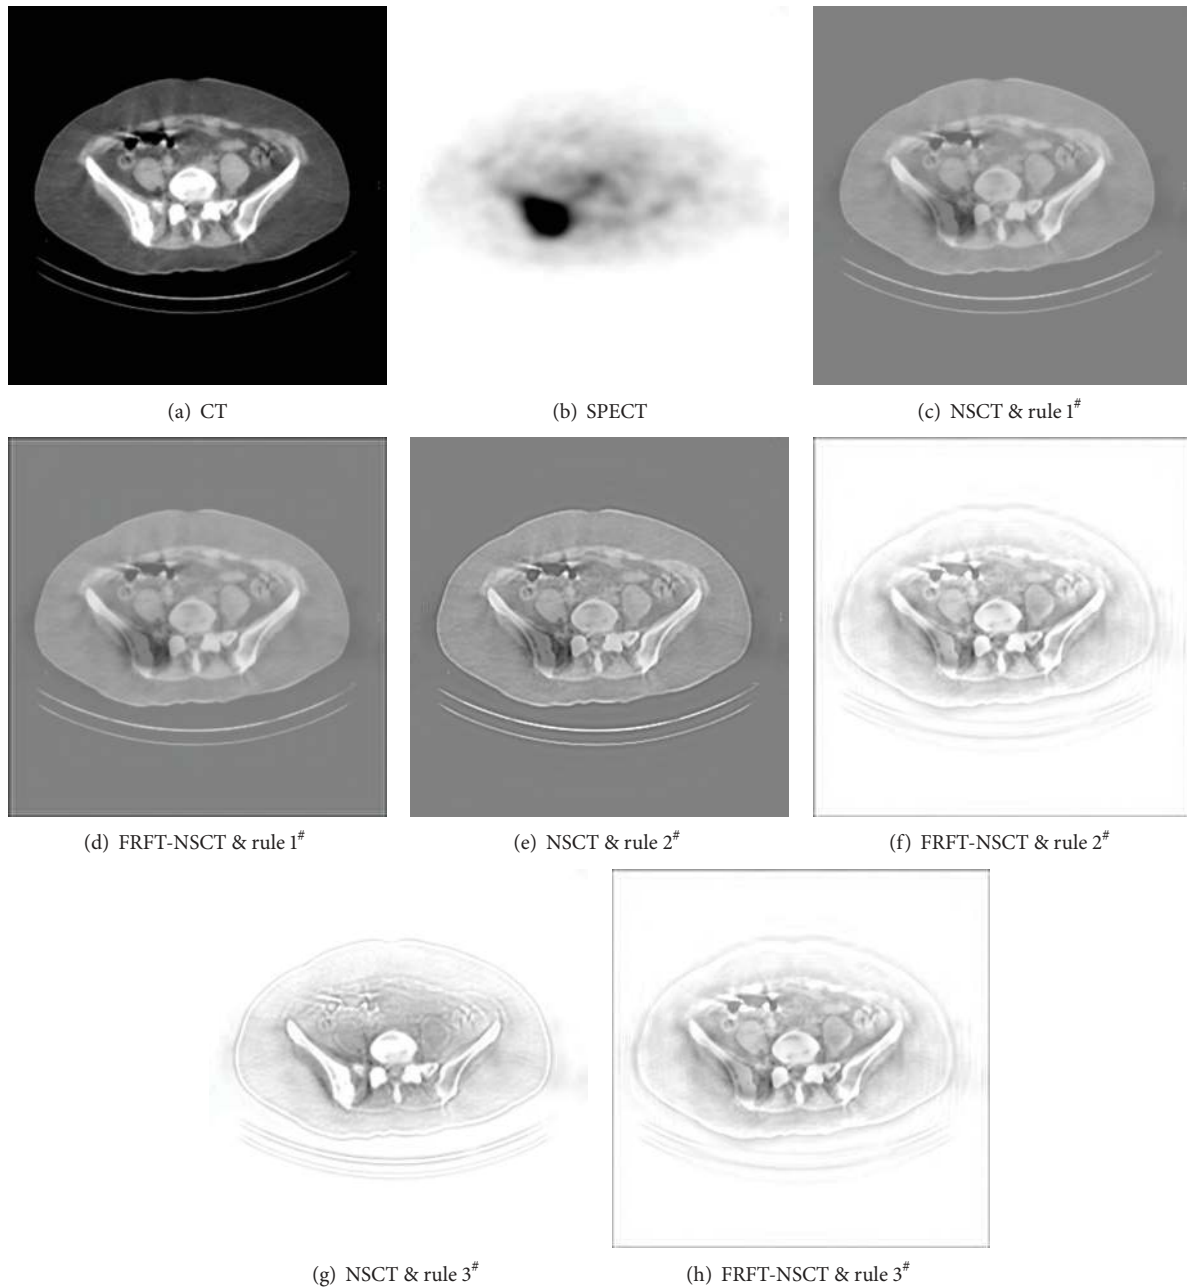 (a) CT
(b) SPECT
(c) NSCT & rule 1#
(d) FRFT-NSCT & rule 1#
(e) NSCT & rule 2#
(f) FRFT-NSCT & rule 2#
(g) NSCT & rule 3#
(h) FRFT-NSCT & rule 3#